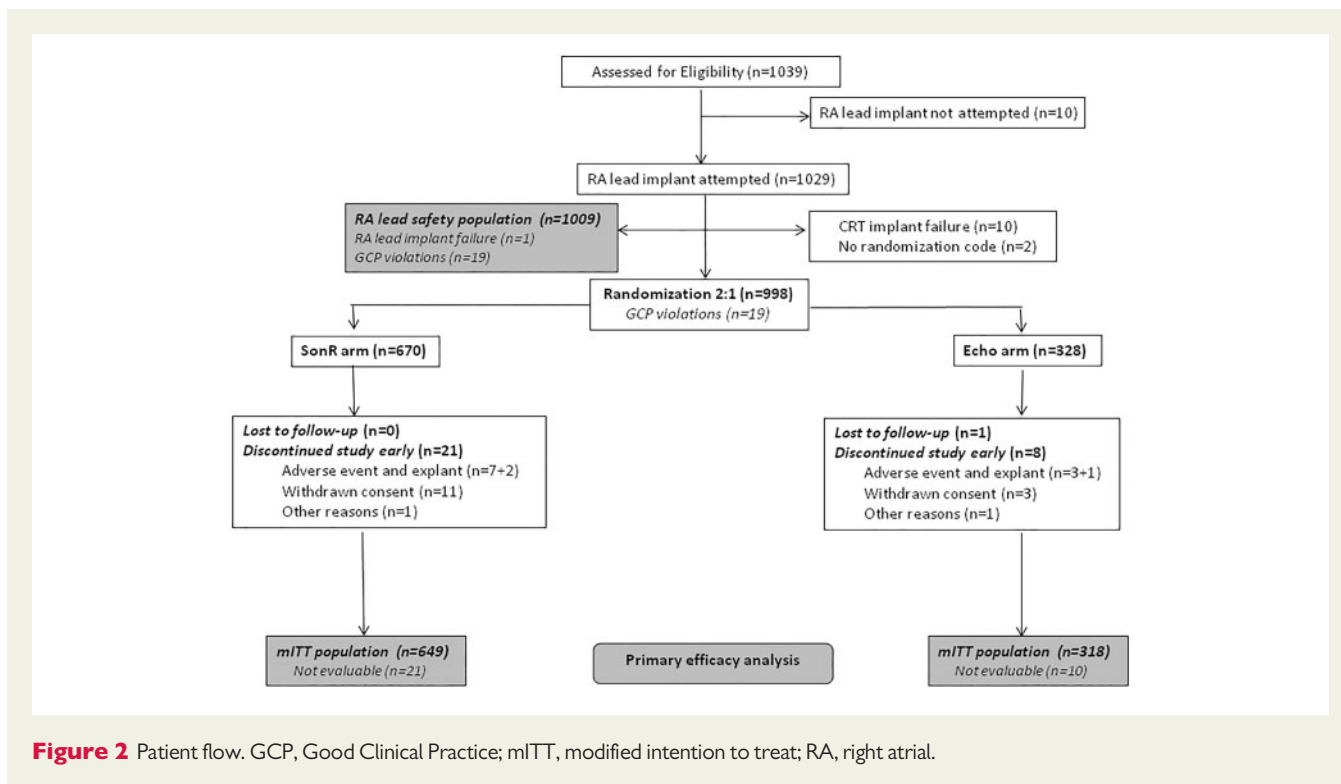 Assessed for Eligibility (n=1039)
RA lead implant not attempted (n=10)
RA lead implant attempted (n=1029)
RA lead safety population (n=1009)
RA lead implant failure (n=1)
GCP violations (n=19)
CRT implant failure (n=10)
No randomization code (n=2)
Randomization 2:1 (n=998)
GCP violations (n=19)
SonR arm (n=670)
Echo arm (n=328)
Lost to follow-up (n=0)
Discontinued study early (n=21)
Adverse event and explant (n=7+2)
Withdrawn consent (n=11)
Other reasons (n=1)
Lost to follow-up (n=1)
Discontinued study early (n=8)
Adverse event and explant (n=3+1)
Withdrawn consent (n=3)
Other reasons (n=1)
mITT population (n=649)
Not evaluable (n=21)
Primary efficacy analysis
mITT population (n=318)
Not evaluable (n=10)
Figure 2 Patient flow. GCP, Good Clinical Practice; mITT, modified intention to treat; RA, right atrial.